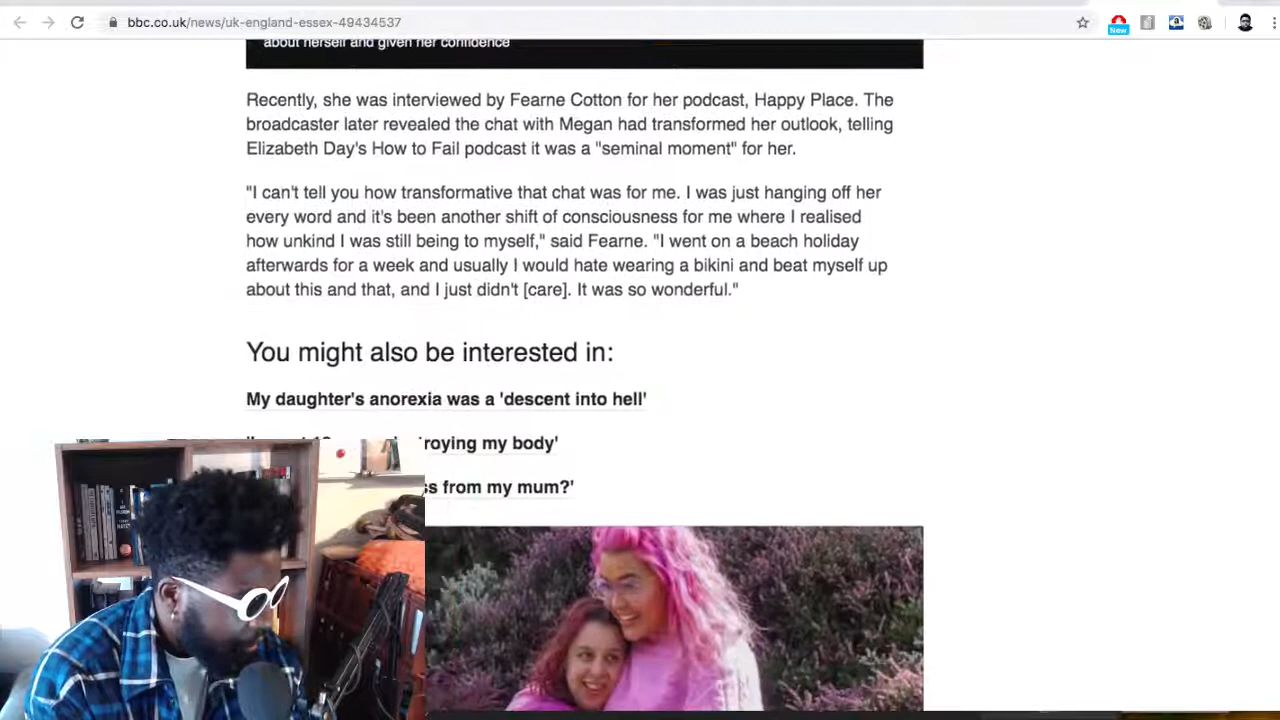 bbc.co.uk/news/uk-england-essex-49434537
New
about herself and given her confidence
Recently, she was interviewed by Fearne Cotton for her podcast, Happy Place. The
broadcaster later revealed the chat with Megan had transformed her outlook, telling
Elizabeth Day's How to Fail podcast it was a "seminal moment" for her.
"I can't tell you how transformative that chat was for me. I was just hanging off her
every word and it's been another shift of consciousness for me where I realised
how unkind I was still being to myself," said Fearne. "I went on a beach holiday
afterwards for a week and usually I would hate wearing a bikini and beat myself up
about this and that, and I just didn't [care]. It was so wonderful."
You might also be interested in:
My daughter's anorexia was a 'descent into hell'
my body'
from my mum?'